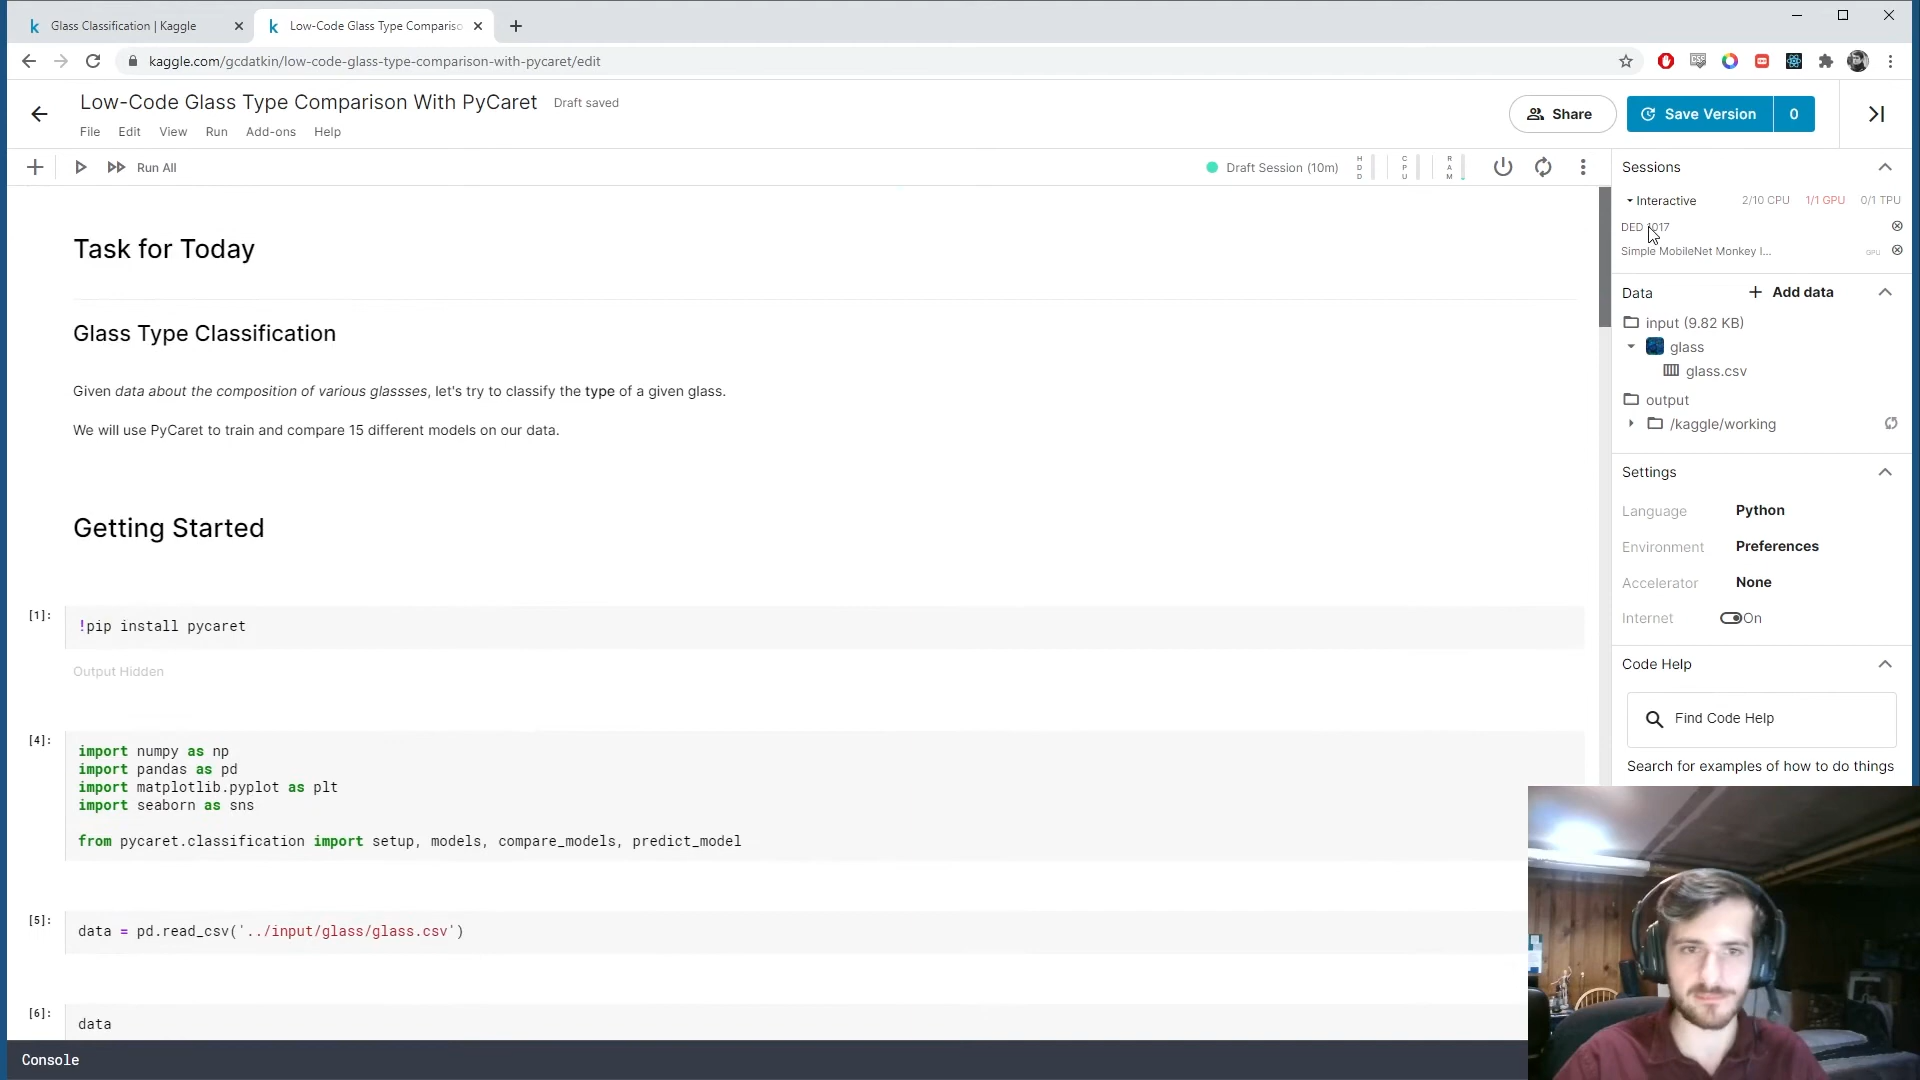 Glass Classification | Kaggle
Low-Code Glass Type Compariso
kaggle.com/gcdatkin/low-code-glass-type-comparison-with-pycaret/edit
Low-Code Glass Type Comparison With PyCaret Draft saved
File Edit View Run Add-ons Help
Share
Save Version 0
Run All
Draft Session (10m) HDD CPU RAM
Task for Today
Glass Type Classification
Given data about the composition of various glassses, let's try to classify the type of a given glass.
We will use PyCaret to train and compare 15 different models on our data.
Getting Started
[1]: !pip install pycaret
Output Hidden
[4]: import numpy as np
import pandas as pd
import matplotlib.pyplot as plt
import seaborn as sns
from pycaret.classification import setup, models, compare_models, predict_model
[5]: data = pd.read_csv('../input/glass/glass.csv')
[6]: data
Console
Sessions
Interactive 2/10 CPU 1/1 GPU 0/1 TPU
DED
Simple MobileNet Monkey I... GPU
Data + Add data
input (9.82 KB)
glass
glass.csv
output
/kaggle/working
Settings
Language Python
Environment Preferences
Accelerator None
Internet On
Code Help
Find Code Help
Search for examples of how to do things